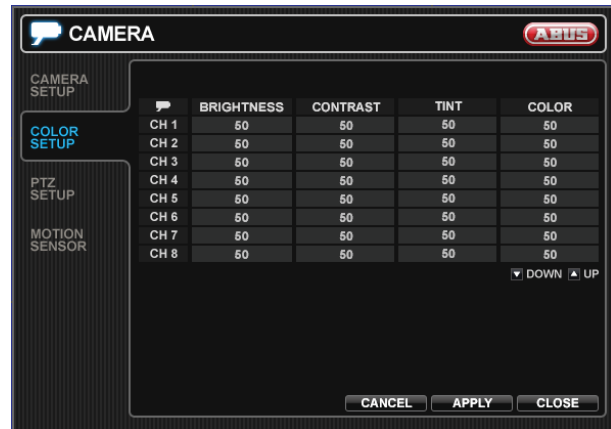 CAMERA
ABUS
CAMERA
SETUP
COLOR
SETUP
PTZ
SETUP
MOTION
SENSOR
BRIGHTNESS CONTRAST TINT COLOR
CH 1 50 50 50 50
CH 2 50 50 50 50
CH 3 50 50 50 50
CH 4 50 50 50 50
CH 5 50 50 50 50
CH 6 50 50 50 50
CH 7 50 50 50 50
CH 8 50 50 50 50
DOWN UP
CANCEL APPLY CLOSE